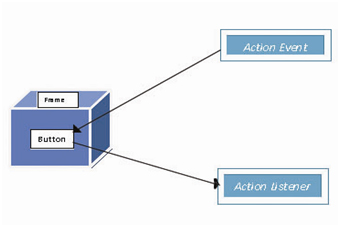 Action Event
Frame
Button
Action Listener